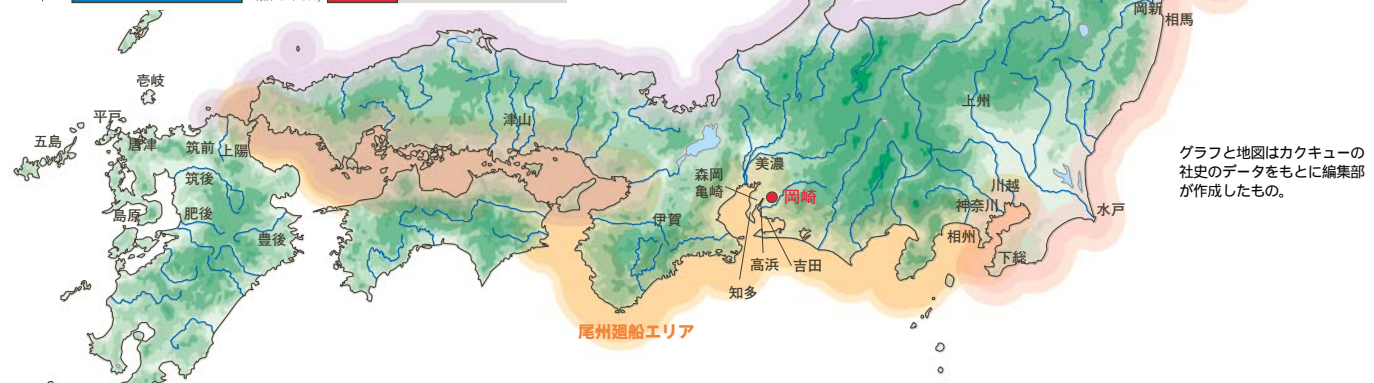 岡新
相馬
壱岐
上州
平戸
津山
五島
唐津
筑前
上陽
美濃
グラフと地図はカクキューの
社史のデータをもとに編集部
が作成したもの。
森岡
亀崎
筑後
川越
岡崎
神奈川
島原
肥後
伊賀
水戸
豊後
相州
高浜
吉田
下総
知多
尾州廻船エリア